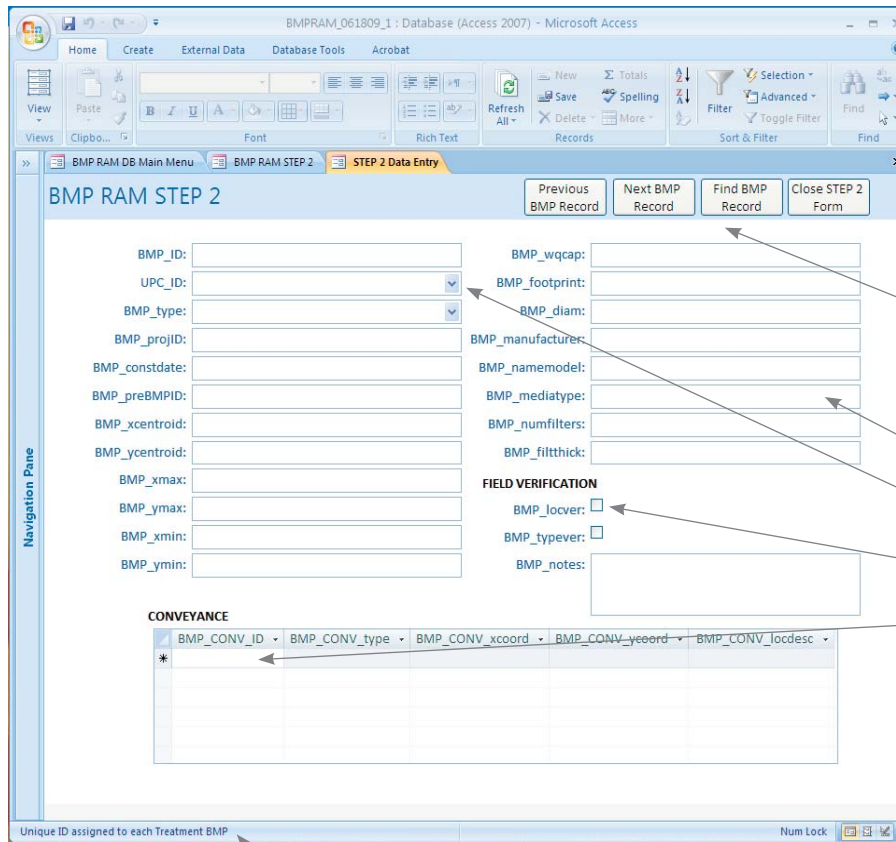 BMPRAM_061809_1 : Database (Access 2007) - Microsoft Access
Home Create External Data Database Tools Acrobat
View
Paste
B I U A
Refresh All
New
Save
Delete
Σ Totals
Spelling
More
Filter
Selection
Advanced
Toggle Filter
Find
Views Clipbo... Font Rich Text Records Sort & Filter Find
BMP RAM DB Main Menu BMP RAM STEP 2 STEP 2 Data Entry
BMP RAM STEP 2
Previous BMP Record
Next BMP Record
Find BMP Record
Close STEP 2 Form
BMP_ID:
UPC_ID:
BMP_type:
BMP_projID:
BMP_constdate:
BMP_preBMPID:
BMP_xcentroid:
BMP_ycentroid:
BMP_xmax:
BMP_ymax:
BMP_xmin:
BMP_ymin:
BMP_wqcap:
BMP_footprint:
BMP_diam:
BMP_manufacturer:
BMP_namemodel:
BMP_mediatype:
BMP_numfilters:
BMP_filtthick:
FIELD VERIFICATION
BMP_locver:
BMP_typever:
BMP_notes:
CONVEYANCE
BMP_CONV_ID BMP_CONV_type BMP_CONV_xcoord BMP_CONV_ycoord BMP_CONV_locdesc
Navigation Pane
Unique ID assigned to each Treatment BMP
Num Lock